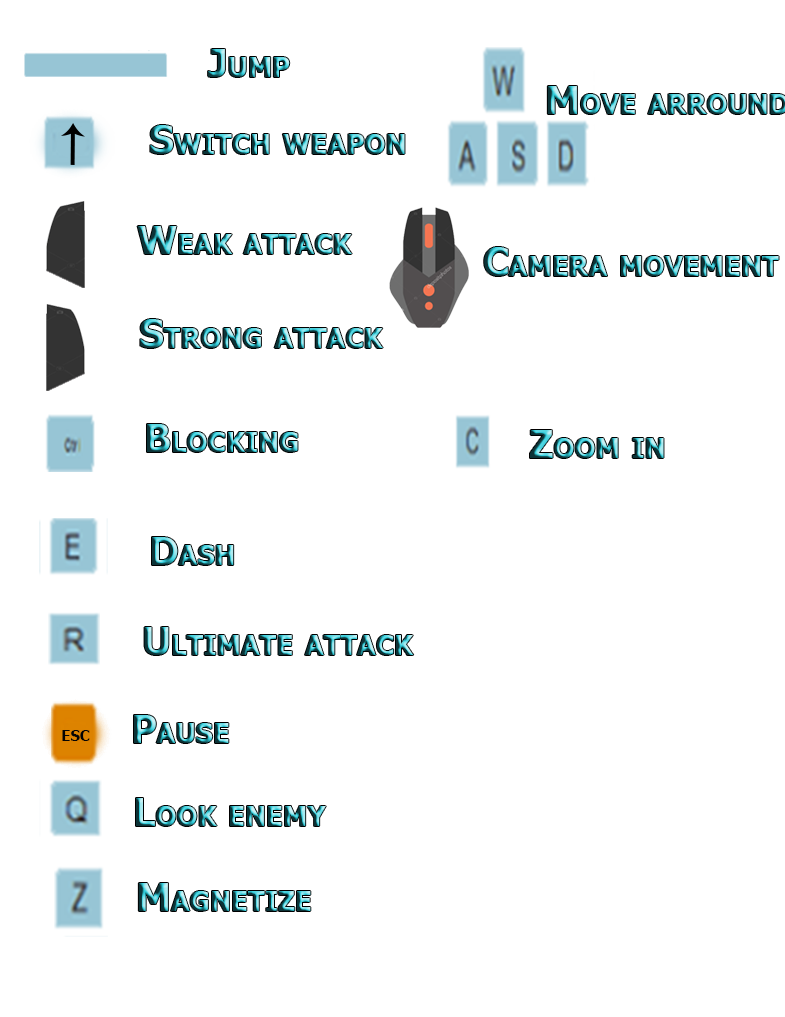 JUMP
W
MOVE ARROUND
↑
SWITCH WEAPON
A S D
WEAK ATTACK
CAMERA MOVEMENT
STRONG ATTACK
Ctrl
BLOCKING
C
ZOOM IN
E
DASH
R
ULTIMATE ATTACK
ESC
PAUSE
Q
LOOK ENEMY
Z
MAGNETIZE